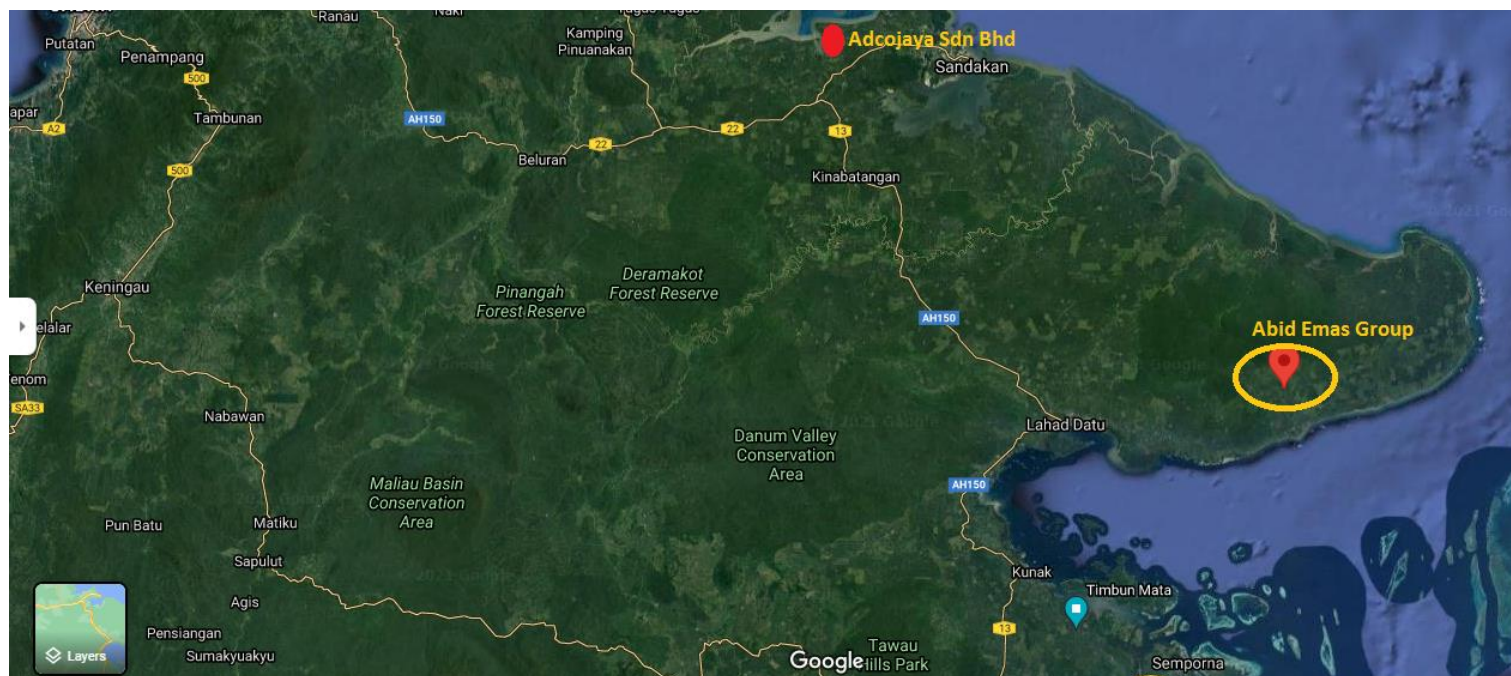 Ranau
Putatan
Penampang
Kamping
Pinuanakan
Adcojaya Sdn Bhd
Sandakan
500
A2
Tambunan
AH150
22
22
13
500
Beluran
Kinabatangan
Deramakot
Forest Reserve
Pinangah
Forest Reserve
Keningau
AH150
Abid Emas Group
SA33
Nabawan
Lahad Datu
Danum Valley
Conservation
Area
Maliau Basin
Conservation
Area
AH150
Pun Batu
Matiku
Sapulut
Kunak
Timbun Mata
Agis
13
Pensiangan
Sumakyuakyu
Layers
Tawau
Google
ills Park
Semporna